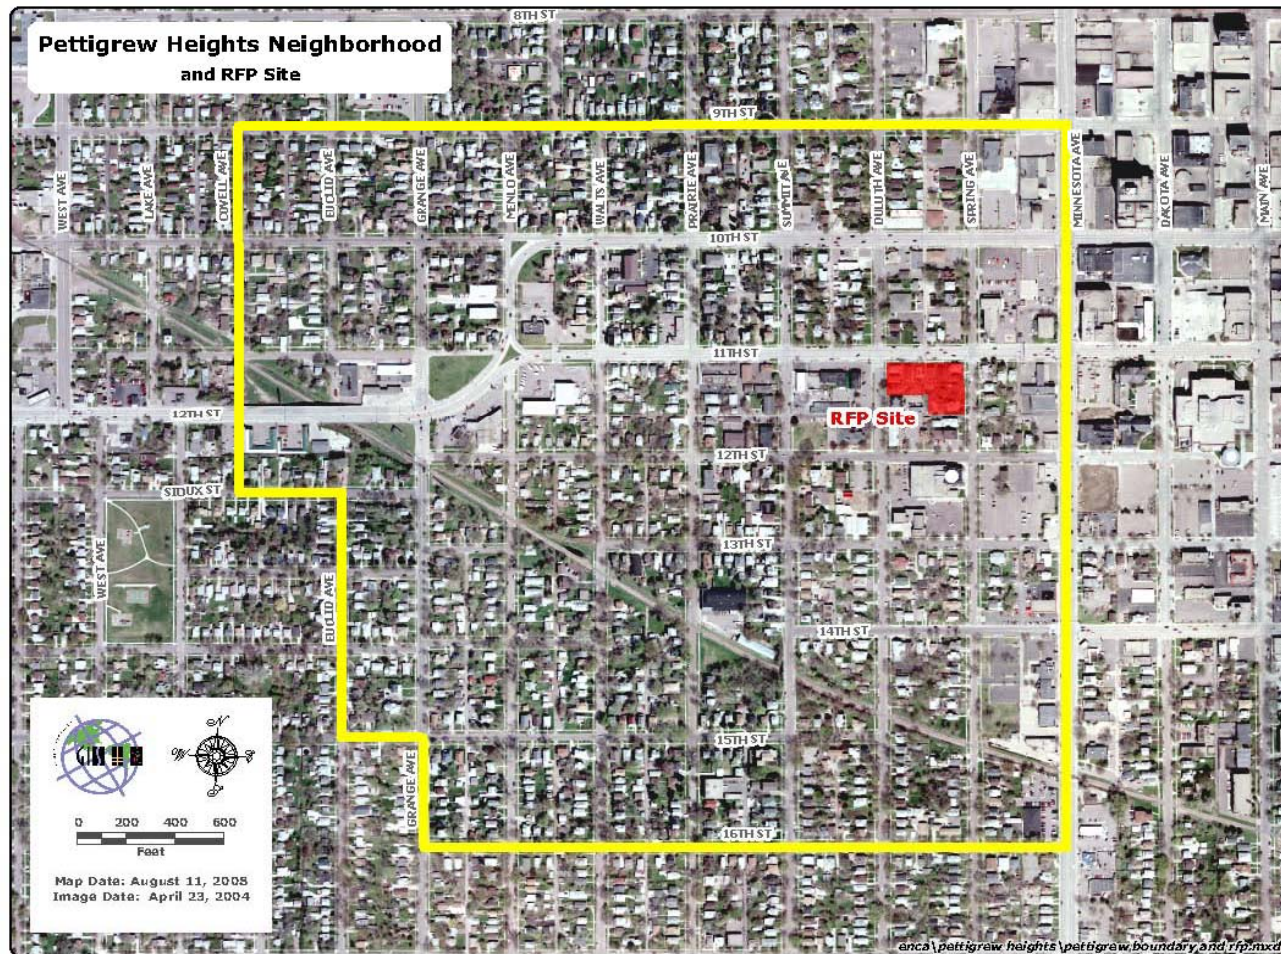 8TH ST
Pettigrew Heights Neighborhood
and RFP Site
9TH ST
WEST AVE
LAKE AVE
COVELL AVE
EUCLID AVE
GRANGE AVE
MENLO AVE
WALTS AVE
PRAIRIE AVE
SUMMIT AVE
DULUTH AVE
SPRING AVE
MINNESOTA AVE
DAKOTA AVE
MAIN AVE
10TH ST
11TH ST
12TH ST
RFP Site
12TH ST
SIOUX ST
13TH ST
WEST AVE
EUCLID AVE
14TH ST
15TH ST
GRANGE AVE
16TH ST
N
0 200 400 600
Feet
Map Date: August 11, 2008
Image Date: April 23, 2004
enca\pettigrew heights\pettigrew boundary and rfp.mxd